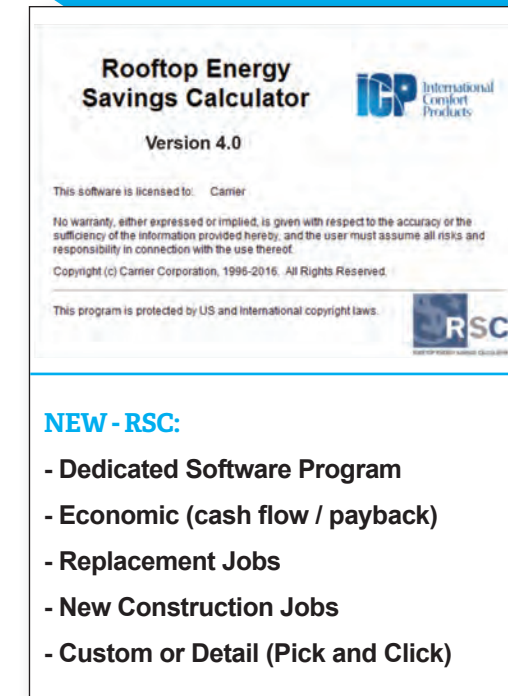 Rooftop Energy
Savings Calculator
Version 4.0
ICP International
Comfort
Products
This software is licensed to: Carrier
No warranty, either expressed or implied, is given with respect to the accuracy or the
sufficiency of the information provided hereby, and the user must assume all risks and
responsibility in connection with the use thereof.
Copyright (c) Carrier Corporation, 1996-2016. All Rights Reserved.
This program is protected by US and International copyright laws.
RSC
NEW - RSC:
- Dedicated Software Program
- Economic (cash flow / payback)
- Replacement Jobs
- New Construction Jobs
- Custom or Detail (Pick and Click)